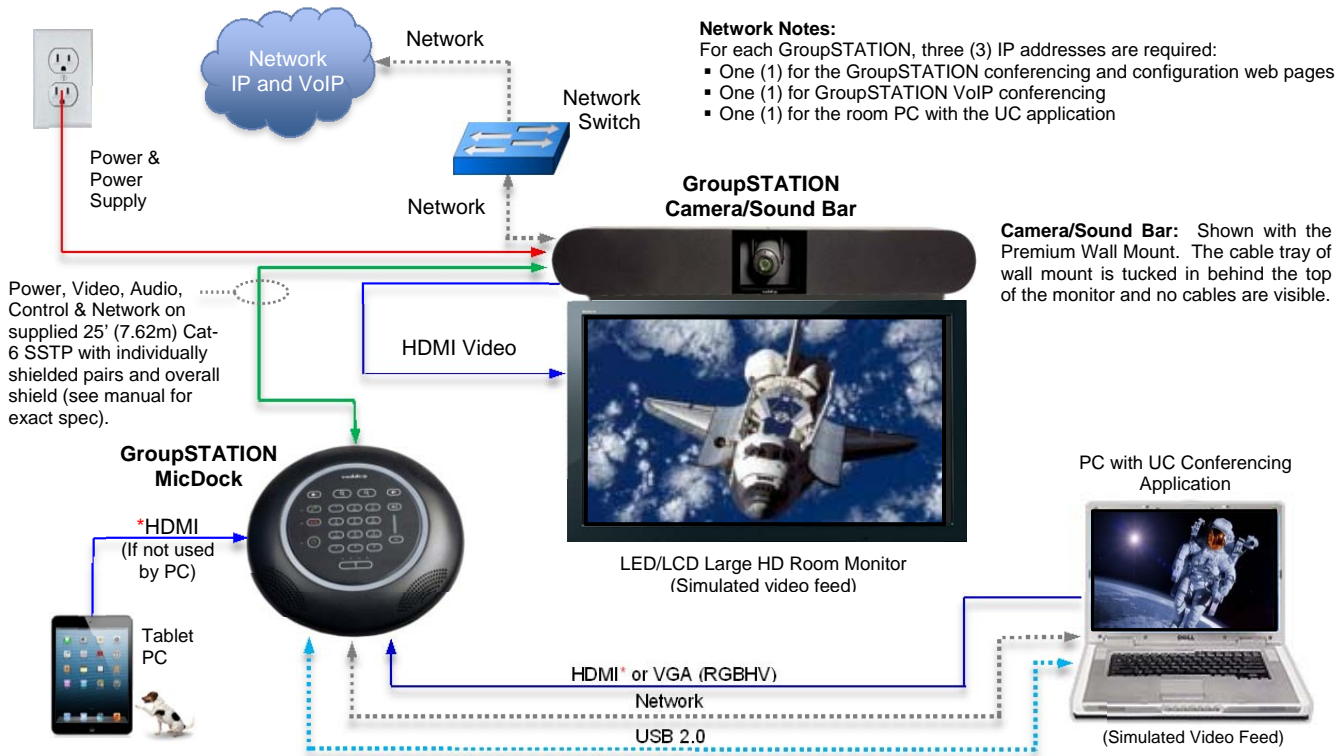 Network
IP and VoIP
Network
Network
Switch
Network
Network Notes:
For each GroupSTATION, three (3) IP addresses are required:
▪ One (1) for the GroupSTATION conferencing and configuration web pages
▪ One (1) for GroupSTATION VoIP conferencing
▪ One (1) for the room PC with the UC application
Power &
Power
Supply
GroupSTATION
Camera/Sound Bar
Camera/Sound Bar: Shown with the
Premium Wall Mount. The cable tray of
wall mount is tucked in behind the top
of the monitor and no cables are visible.
Power, Video, Audio,
Control & Network on
supplied 25' (7.62m) Cat-
6 SSTP with individually
shielded pairs and overall
shield (see manual for
exact spec).
HDMI Video
GroupSTATION
MicDock
vaddio
*HDMI
(If not used
by PC)
Tablet
PC
LED/LCD Large HD Room Monitor
(Simulated video feed)
PC with UC Conferencing
Application
DELL
(Simulated Video Feed)
HDMI* or VGA (RGBHV)
Network
USB 2.0